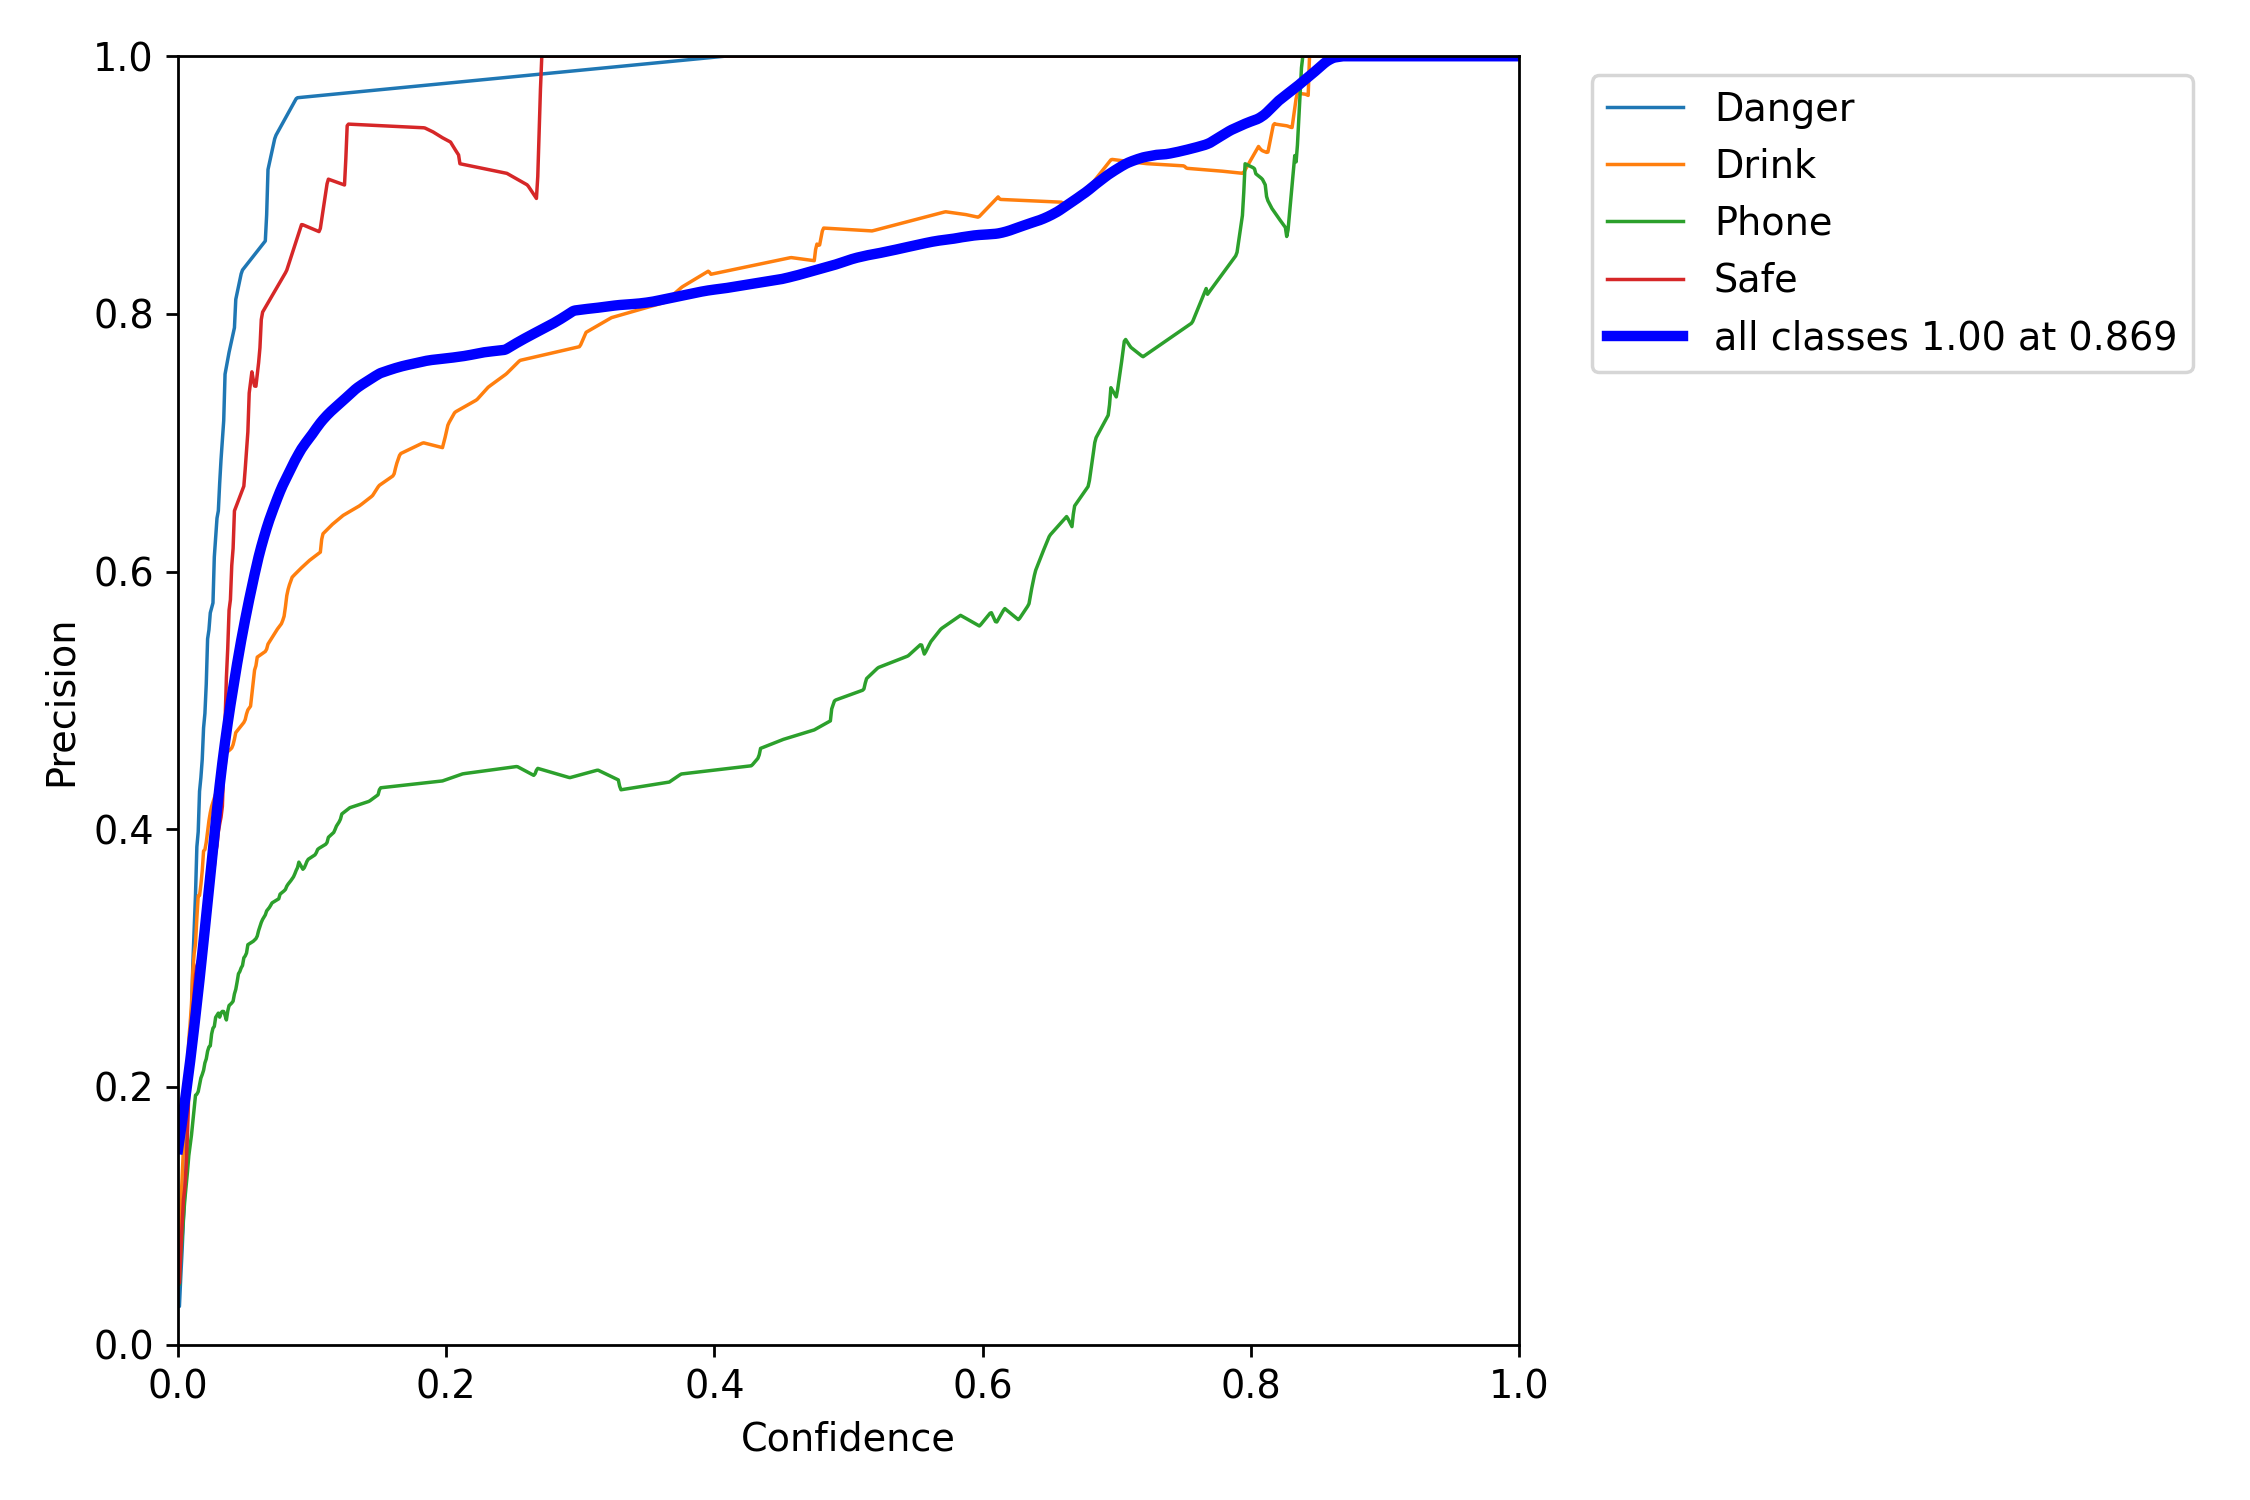 1.0
0.8
0.6
0.4
0.2
0.0
Precision
0.0 0.2 0.4 0.6 0.8 1.0
Confidence
Danger
Drink
Phone
Safe
all classes 1.00 at 0.869